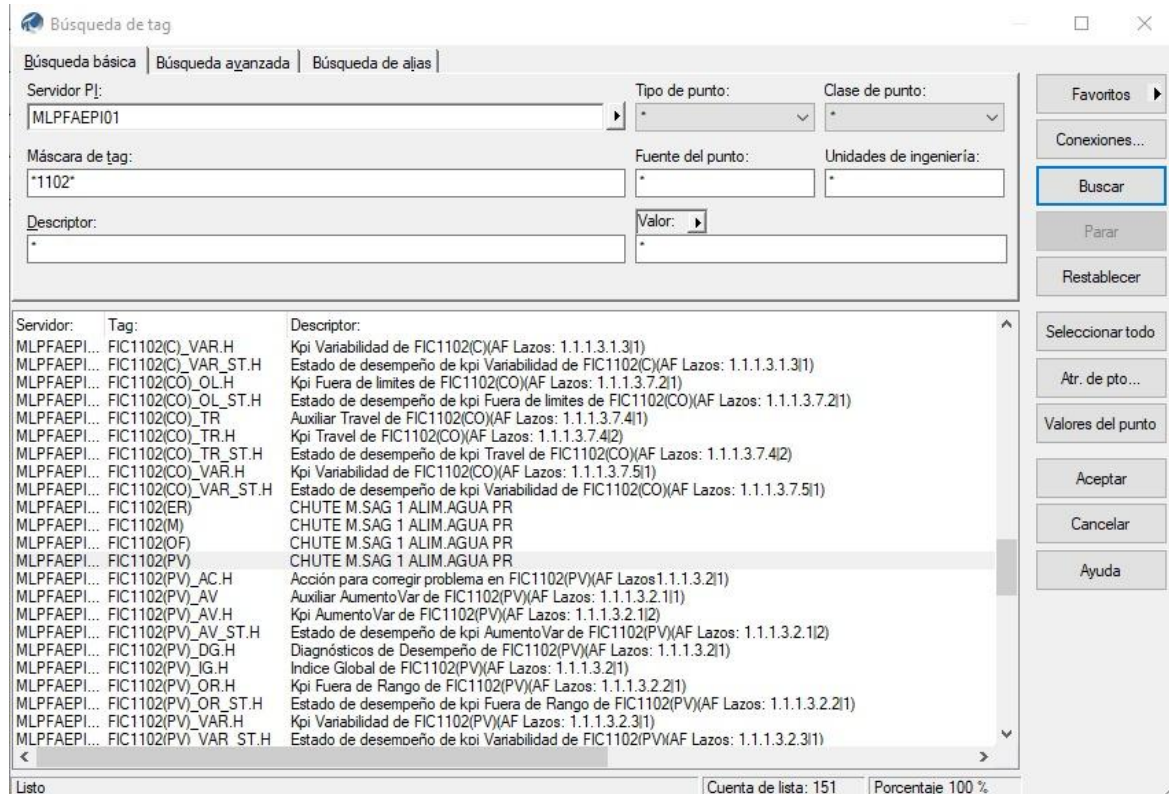 Búsqueda de tag
Búsqueda básica Búsqueda avanzada Búsqueda de alias
Servidor PI: Tipo de punto: Clase de punto: Favoritos
MLPFAEPI01 * *
Conexiones...
Máscara de tag: Fuente del punto: Unidades de ingeniería:
*1102* * * Buscar
Descriptor: Valor: Parar
* *
Restablecer
Servidor: Tag: Descriptor: Seleccionar todo
MLPFAEPI... FIC1102(C)_VAR.H Kpi Variabilidad de FIC1102(C)(AF Lazos: 1.1.1.3.1.3|1)
MLPFAEPI... FIC1102(C)_VAR_ST.H Estado de desempeño de kpi Variabilidad de FIC1102(C)(AF Lazos: 1.1.1.3.1.3|1)
MLPFAEPI... FIC1102(CO)_OL.H Kpi Fuera de limites de FIC1102(CO)(AF Lazos: 1.1.1.3.7.2|1) Atr. de pto...
MLPFAEPI... FIC1102(CO)_OL_ST.H Estado de desempeño de kpi Fuera de limites de FIC1102(CO)(AF Lazos: 1.1.1.3.7.2|1)
MLPFAEPI... FIC1102(CO)_TR Auxiliar Travel de FIC1102(CO)(AF Lazos: 1.1.1.3.7.4|1) Valores del punto
MLPFAEPI... FIC1102(CO)_TR.H Kpi Travel de FIC1102(CO)(AF Lazos: 1.1.1.3.7.4|2)
MLPFAEPI... FIC1102(CO)_TR_ST.H Estado de desempeño de kpi Travel de FIC1102(CO)(AF Lazos: 1.1.1.3.7.4|2)
MLPFAEPI... FIC1102(CO)_VAR.H Kpi Variabilidad de FIC1102(CO)(AF Lazos: 1.1.1.3.7.5|1) Aceptar
MLPFAEPI... FIC1102(CO)_VAR_ST.H Estado de desempeño de kpi Variabilidad de FIC1102(CO)(AF Lazos: 1.1.1.3.7.5|1)
MLPFAEPI... FIC1102(ER) CHUTE M.SAG 1 ALIM.AGUA PR
MLPFAEPI... FIC1102(M) CHUTE M.SAG 1 ALIM.AGUA PR Cancelar
MLPFAEPI... FIC1102(OF) CHUTE M.SAG 1 ALIM.AGUA PR
MLPFAEPI... FIC1102(PV) CHUTE M.SAG 1 ALIM.AGUA PR Ayuda
MLPFAEPI... FIC1102(PV)_AC.H Acción para corregir problema en FIC1102(PV)(AF Lazos1.1.1.3.2|1)
MLPFAEPI... FIC1102(PV)_AV Auxiliar AumentoVar de FIC1102(PV)(AF Lazos: 1.1.1.3.2.1|1)
MLPFAEPI... FIC1102(PV)_AV.H Kpi AumentoVar de FIC1102(PV)(AF Lazos: 1.1.1.3.2.1|2)
MLPFAEPI... FIC1102(PV)_AV_ST.H Estado de desempeño de kpi AumentoVar de FIC1102(PV)(AF Lazos: 1.1.1.3.2.1|2)
MLPFAEPI... FIC1102(PV)_DG.H Diagnósticos de Desempeño de FIC1102(PV)(AF Lazos: 1.1.1.3.2|1)
MLPFAEPI... FIC1102(PV)_IG.H Indice Global de FIC1102(PV)(AF Lazos: 1.1.1.3.2|1)
MLPFAEPI... FIC1102(PV)_OR.H Kpi Fuera de Rango de FIC1102(PV)(AF Lazos: 1.1.1.3.2.2|1)
MLPFAEPI... FIC1102(PV)_OR_ST.H Estado de desempeño de kpi Fuera de Rango de FIC1102(PV)(AF Lazos: 1.1.1.3.2.2|1)
MLPFAEPI... FIC1102(PV)_VAR.H Kpi Variabilidad de FIC1102(PV)(AF Lazos: 1.1.1.3.2.3|1)
MLPFAEPI... FIC1102(PV)_VAR_ST.H Estado de desempeño de kpi Variabilidad de FIC1102(PV)(AF Lazos: 1.1.1.3.2.3|1)
Listo Cuenta de lista: 151 Porcentaje 100 %